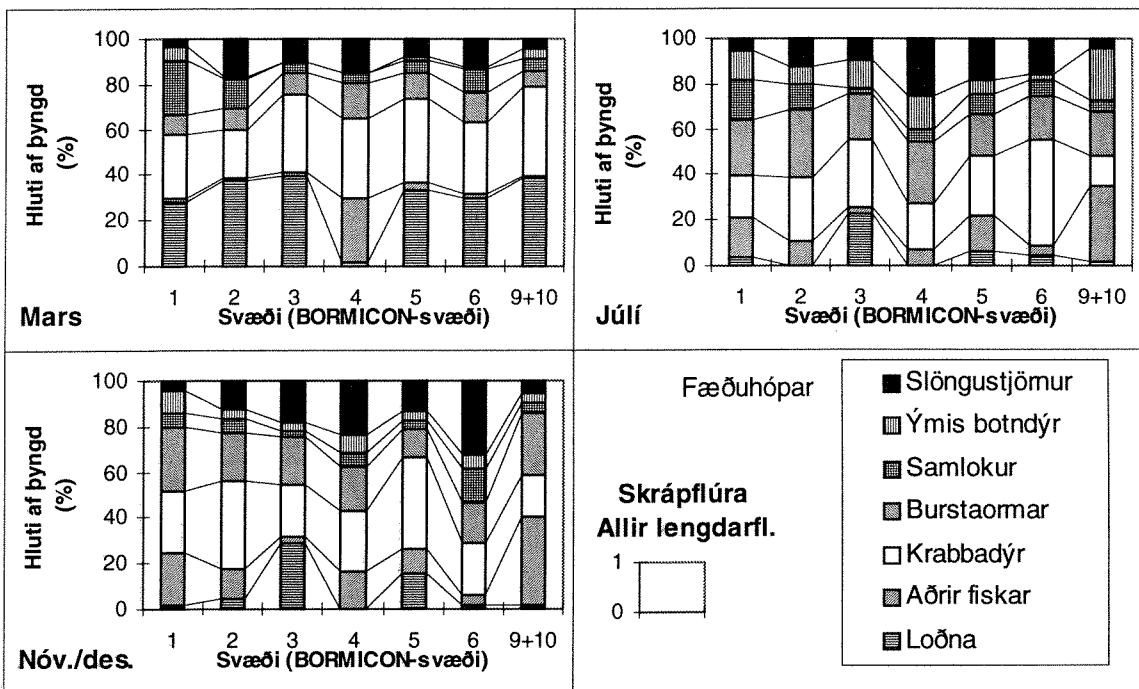 100
80
60
40
20
0
Hluti af þyngd
(%)
1 2 3 4 5 6 9+10
Mars
Svæði (BORMICON-svæði)
100
80
60
40
20
0
Hluti af þyngd
(%)
1 2 3 4 5 6 9+10
Júlí
Svæði (BORMICON-svæði)
100
80
60
40
20
0
Hluti af þyngd
(%)
1 2 3 4 5 6 9+10
Nóv./des.
Svæði (BORMICON-svæði)
Fæðuhópar
Skrápflúra
Allir lengdarfl.
1
0
Slöngustjörnur
Ýmis botndýr
Samlokur
Burstaormar
Krabbadýr
Aðrir fiskar
Loðna